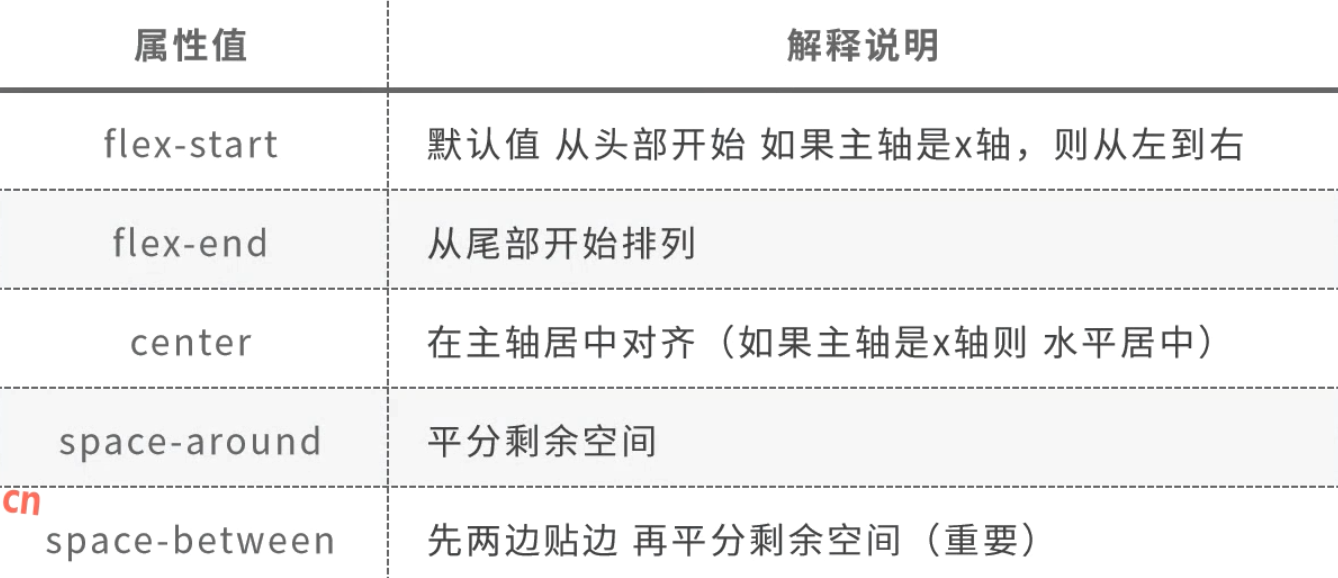 属性值 解释说明
flex-start 默认值 从头部开始 如果主轴是x轴，则从左到右
flex-end 从尾部开始排列
center 在主轴居中对齐（如果主轴是x轴则 水平居中）
space-around 平分剩余空间
cn
space-between 先两边贴边 再平分剩余空间（重要）